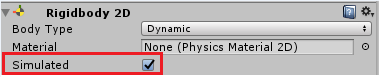 Rigidbody 2D
Body Type Dynamic
Material None (Physics Material 2D)
Simulated